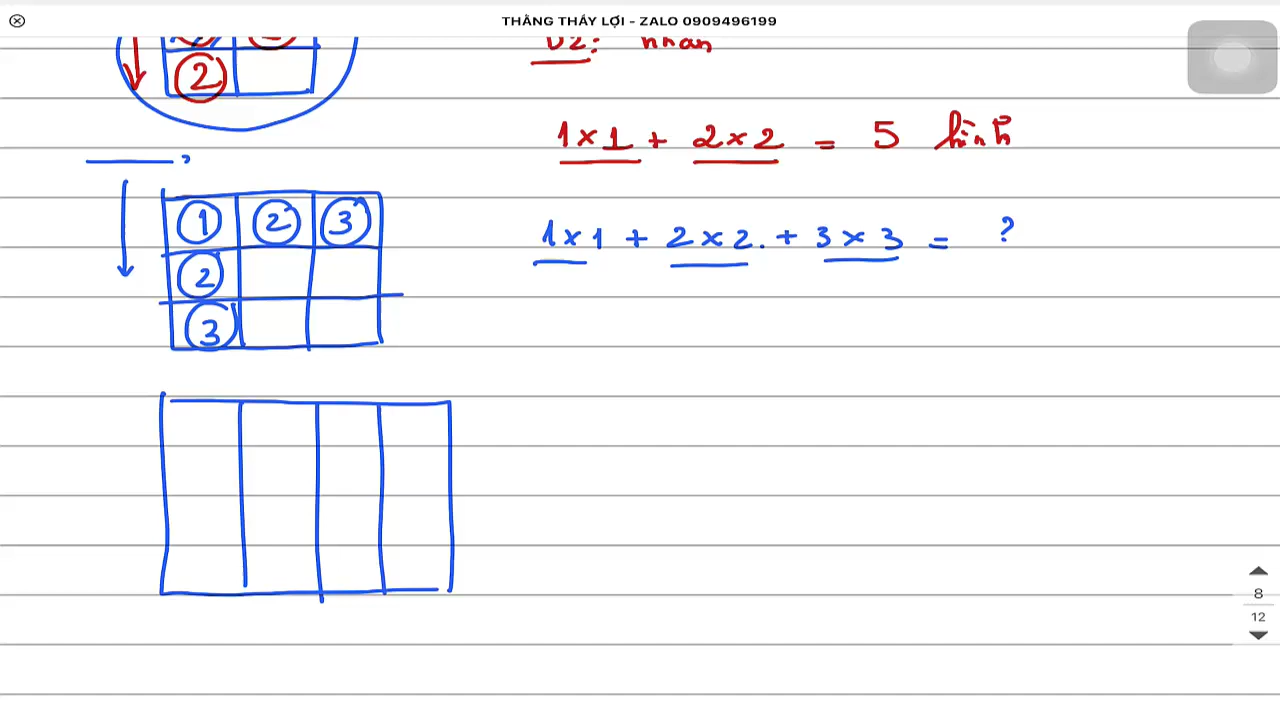 THẮNG THẦY LỢI - ZALO 0909496199
2
1 x 1 + 2 x 2 = 5 hình
1 2 3
2
3
1 x 1 + 2 x 2. + 3 x 3 = ?
8
12